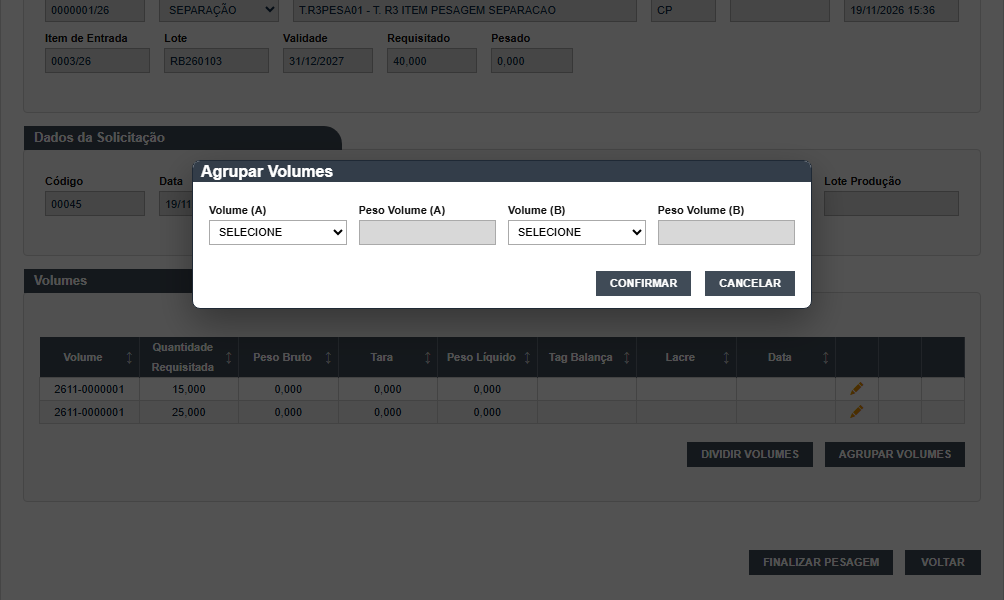 0000001/26 SEPARAÇÃO T.R3PESA01 - T. R3 ITEM PESAGEM SEPARACAO CP 19/11/2026 15:36
Item de Entrada Lote Validade Requisitado Pesado
0003/26 RB260103 31/12/2027 40,000 0,000
Dados da Solicitação
Agrupar Volumes
Código Data Lote Produção
00045 19/11
Volume (A) Peso Volume (A) Volume (B) Peso Volume (B)
SELECIONE SELECIONE
CONFIRMAR CANCELAR
Volumes
Volume Quantidade Requisitada Peso Bruto Tara Peso Líquido Tag Balança Lacre Data
2611-0000001 15,000 0,000 0,000 0,000
2611-0000001 25,000 0,000 0,000 0,000
DIVIDIR VOLUMES AGRUPAR VOLUMES
FINALIZAR PESAGEM VOLTAR